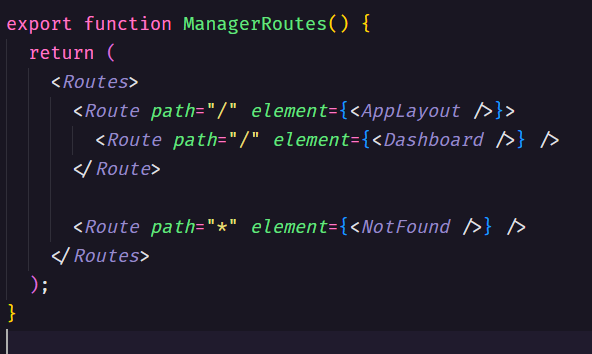 export function ManagerRoutes() {
return (
<Routes>
<Route path="/" element={<AppLayout />}>
<Route path="/" element={<Dashboard />} />
</Route>
<Route path="*" element={<NotFound />} />
</Routes>
);
}